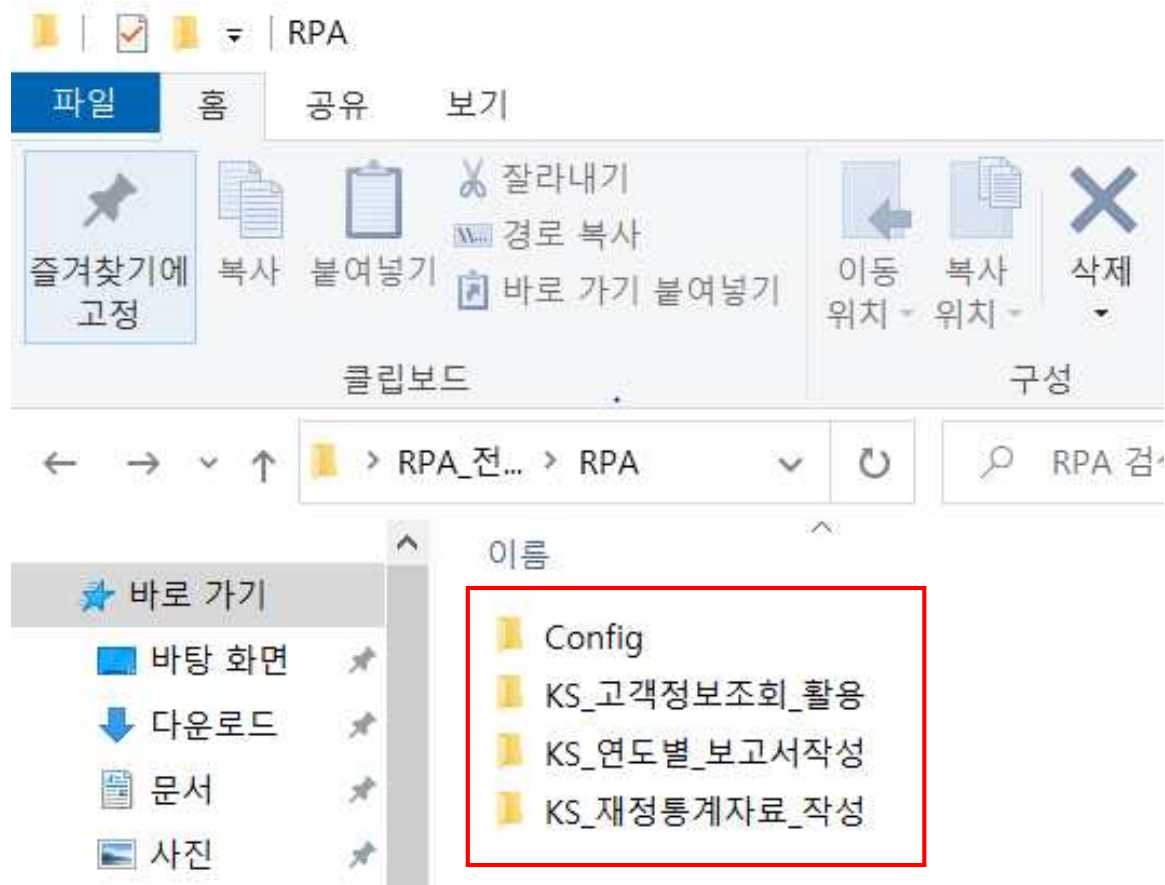 RPA
파일 홈 공유 보기
즐겨찾기에 고정
복사
붙여넣기
잘라내기
경로 복사
바로 가기 붙여넣기
이동 위치
복사 위치
삭제
클립보드 구성
RPA_전... > RPA
RPA 검
이름
바로 가기
바탕 화면
다운로드
문서
사진
Config
KS_고객정보조회_활용
KS_연도별_보고서작성
KS_재정통계자료_작성